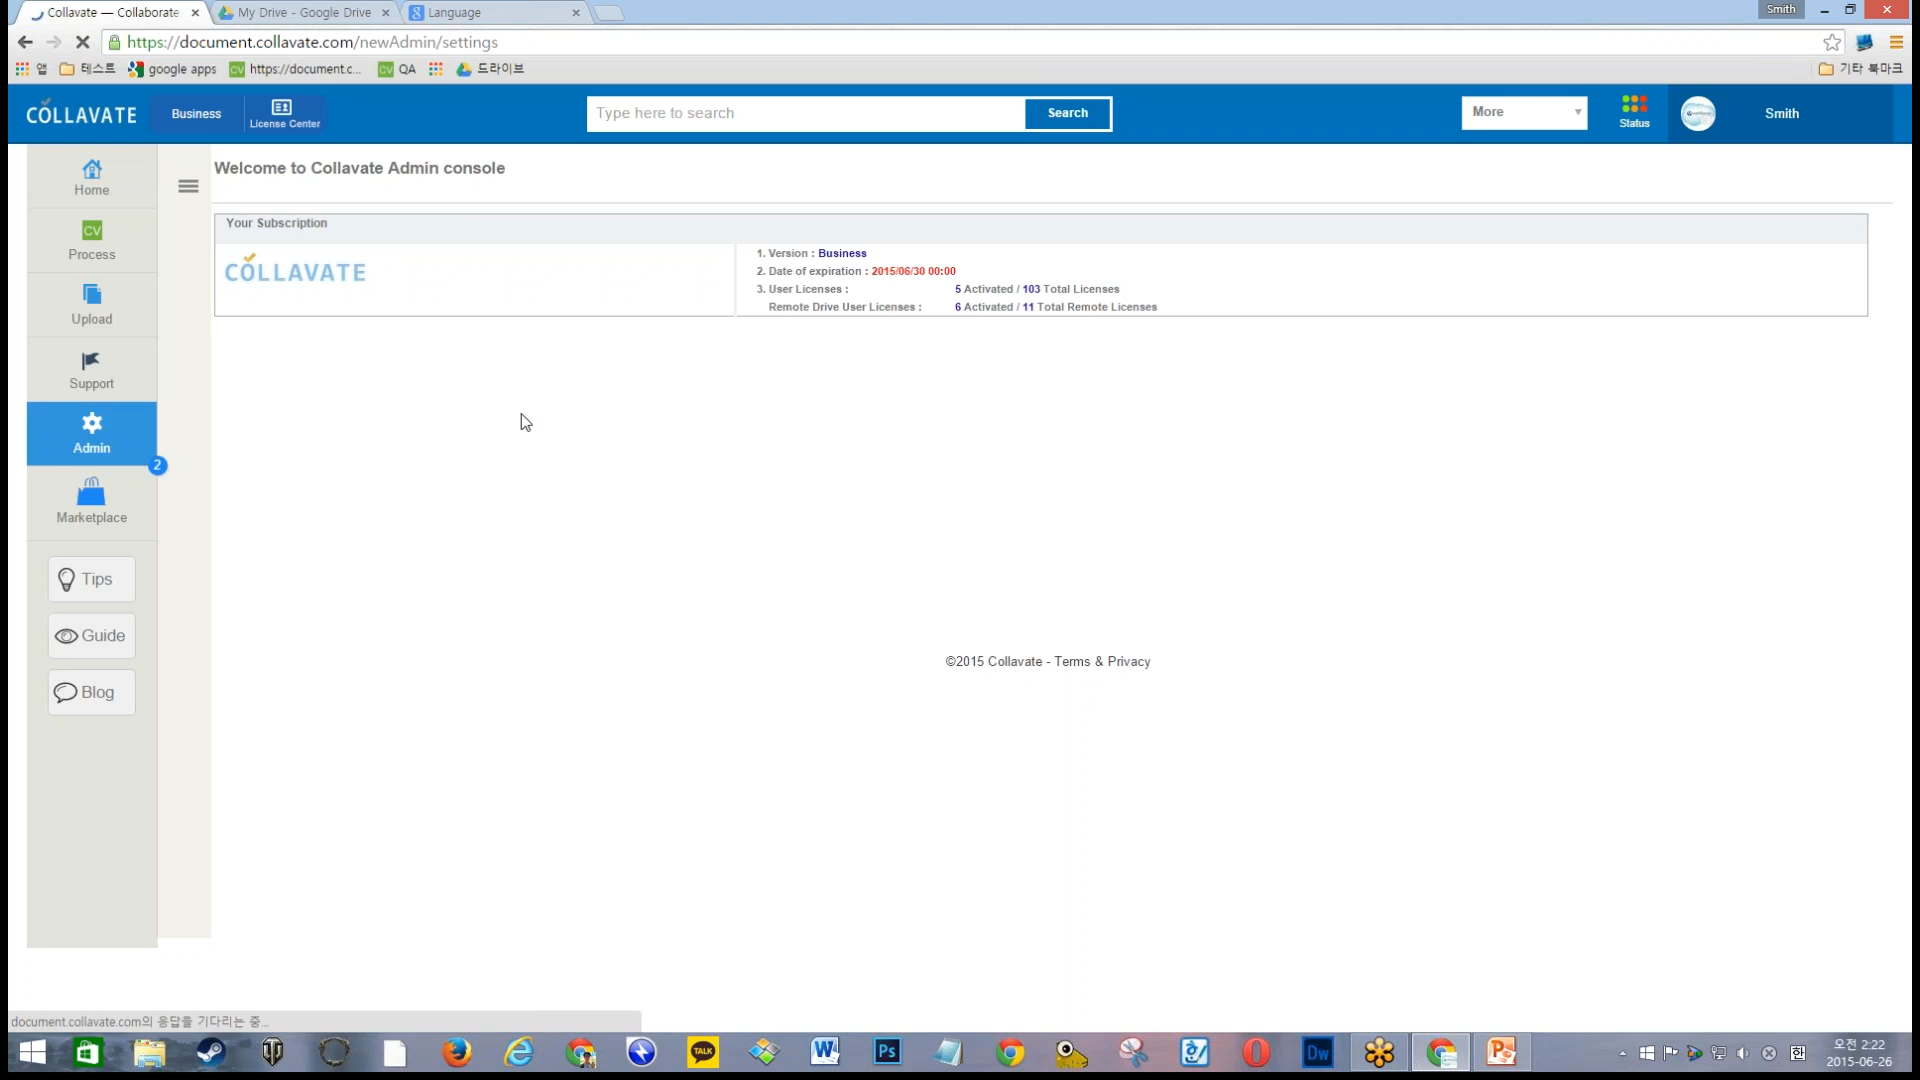 Collavate — Collaborate
My Drive - Google Drive
Language
Smith
https://document.collavate.com/newAdmin/settings
앱
테스트
google apps
https://document.c...
QA
드라이브
기타 북마크
COLLAVATE
Business
License Center
Type here to search
Search
More
Status
Smith
Home
Process
Upload
Support
Admin
2
Marketplace
Tips
Guide
Blog
Welcome to Collavate Admin console
Your Subscription
COLLAVATE
1. Version : Business
2. Date of expiration : 2015/06/30 00:00
3. User Licenses : 5 Activated / 103 Total Licenses
Remote Drive User Licenses : 6 Activated / 11 Total Remote Licenses
©2015 Collavate - Terms & Privacy
document.collavate.com의 응답을 기다리는 중...
TALK
Ps
Dw
한
오전 2:22
2015-06-26